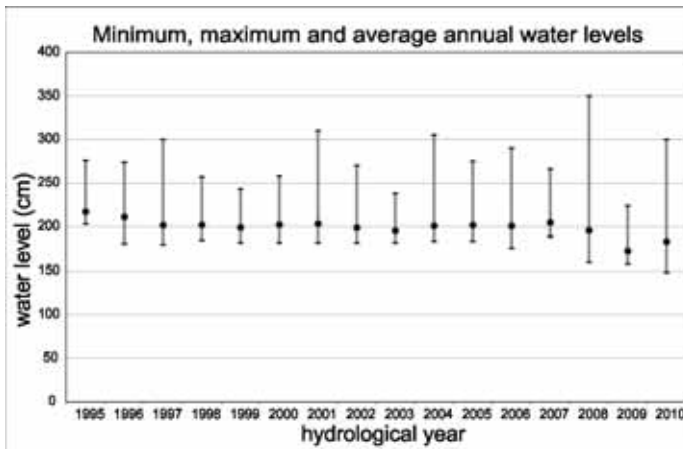 Minimum, maximum and average annual water levels
400
350
300
250
200
150
100
50
0
water level (cm)
1995 1996 1997 1998 1999 2000 2001 2002 2003 2004 2005 2006 2007 2008 2009 2010
hydrological year